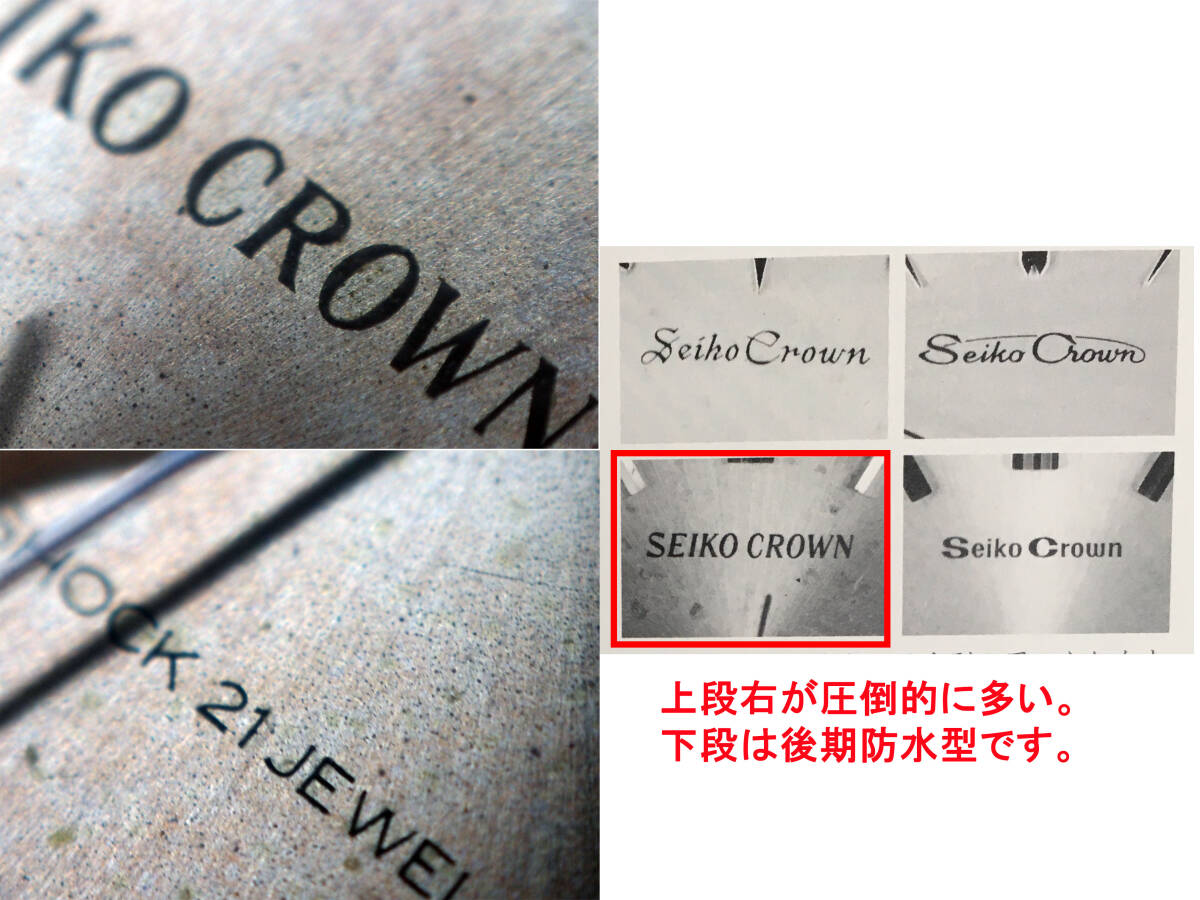 IKO CROWN
SHOCK 21 JEWEL
Seiko Crown
Seiko Crown
SEIKO CROWN
Seiko Crown
上段右が圧倒的に多い。
下段は後期防水型です。